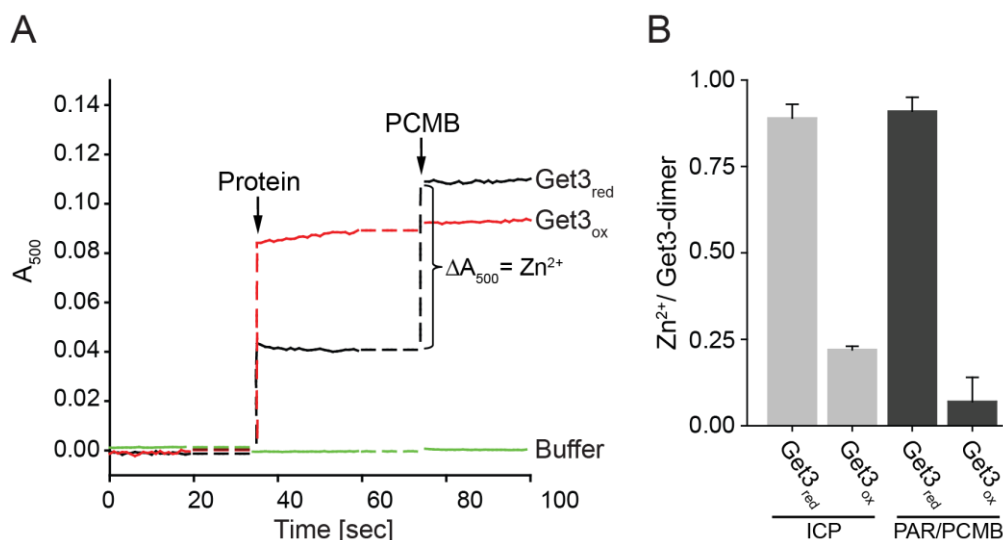 A
A500
0.14
0.12
0.10
0.08
0.06
0.04
0.02
0.00
Protein
PCMB
Get3red
Get3ox
ΔA500 = Zn2+
Buffer
0 20 40 60 80 100
Time [sec]
B
Zn2+/ Get3-dimer
1.00
0.75
0.50
0.25
0.00
Get3red Get3ox Get3red Get3ox
ICP PAR/PCMB